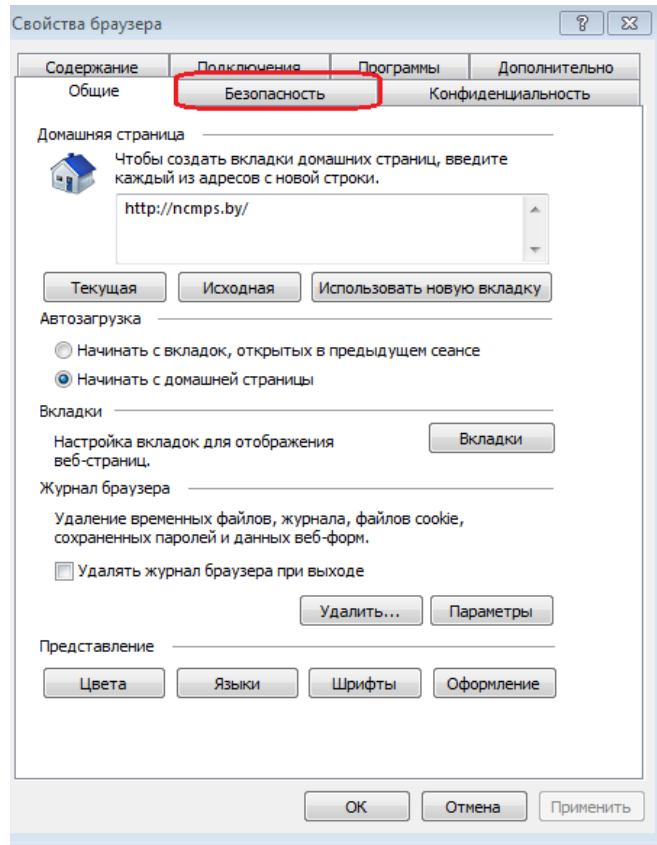 Свойства браузера
Содержание Подключения Программы Дополнительно
Общие Безопасность Конфиденциальность
Домашняя страница
Чтобы создать вкладки домашних страниц, введите
каждый из адресов с новой строки.
http://ncmps.by/
Текущая Исходная Использовать новую вкладку
Автозагрузка
Начинать с вкладок, открытых в предыдущем сеансе
Начинать с домашней страницы
Вкладки
Настройка вкладок для отображения
веб-страниц.
Вкладки
Журнал браузера
Удаление временных файлов, журнала, файлов cookie,
сохраненных паролей и данных веб-форм.
Удалять журнал браузера при выходе
Удалить... Параметры
Представление
Цвета Языки Шрифты Оформление
ОК Отмена Применить